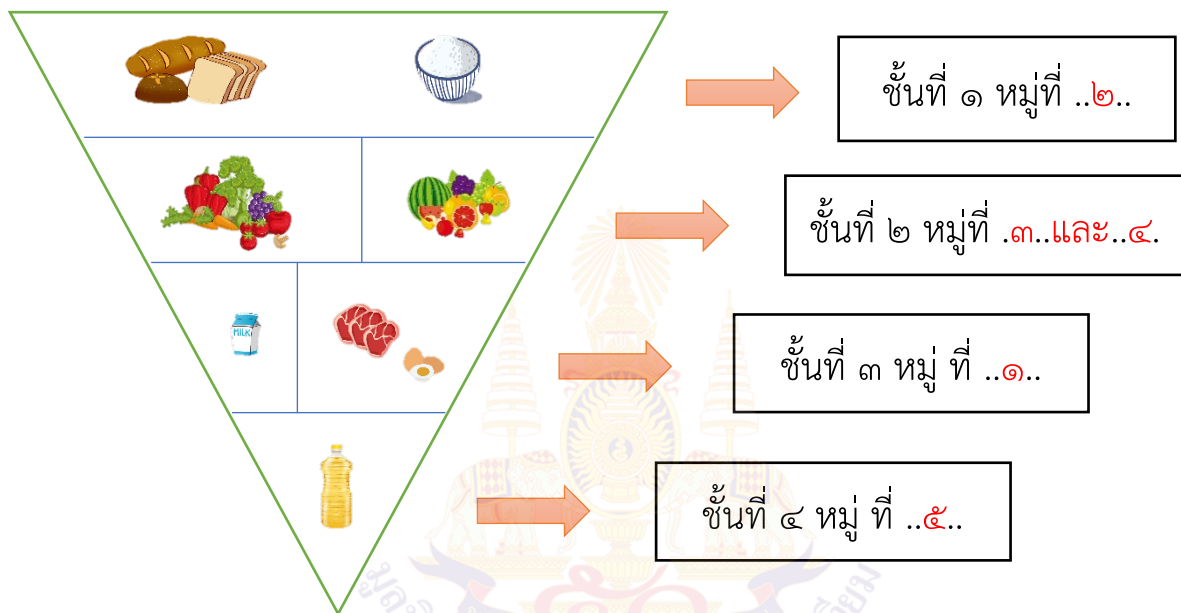 ชั้นที่ ๑ หมู่ที่ ..๒..
ชั้นที่ ๒ หมู่ที่ .๓..และ..๔.
MILK
ชั้นที่ ๓ หมู่ ที่ ..๑..
ชั้นที่ ๔ หมู่ ที่ ..๕..